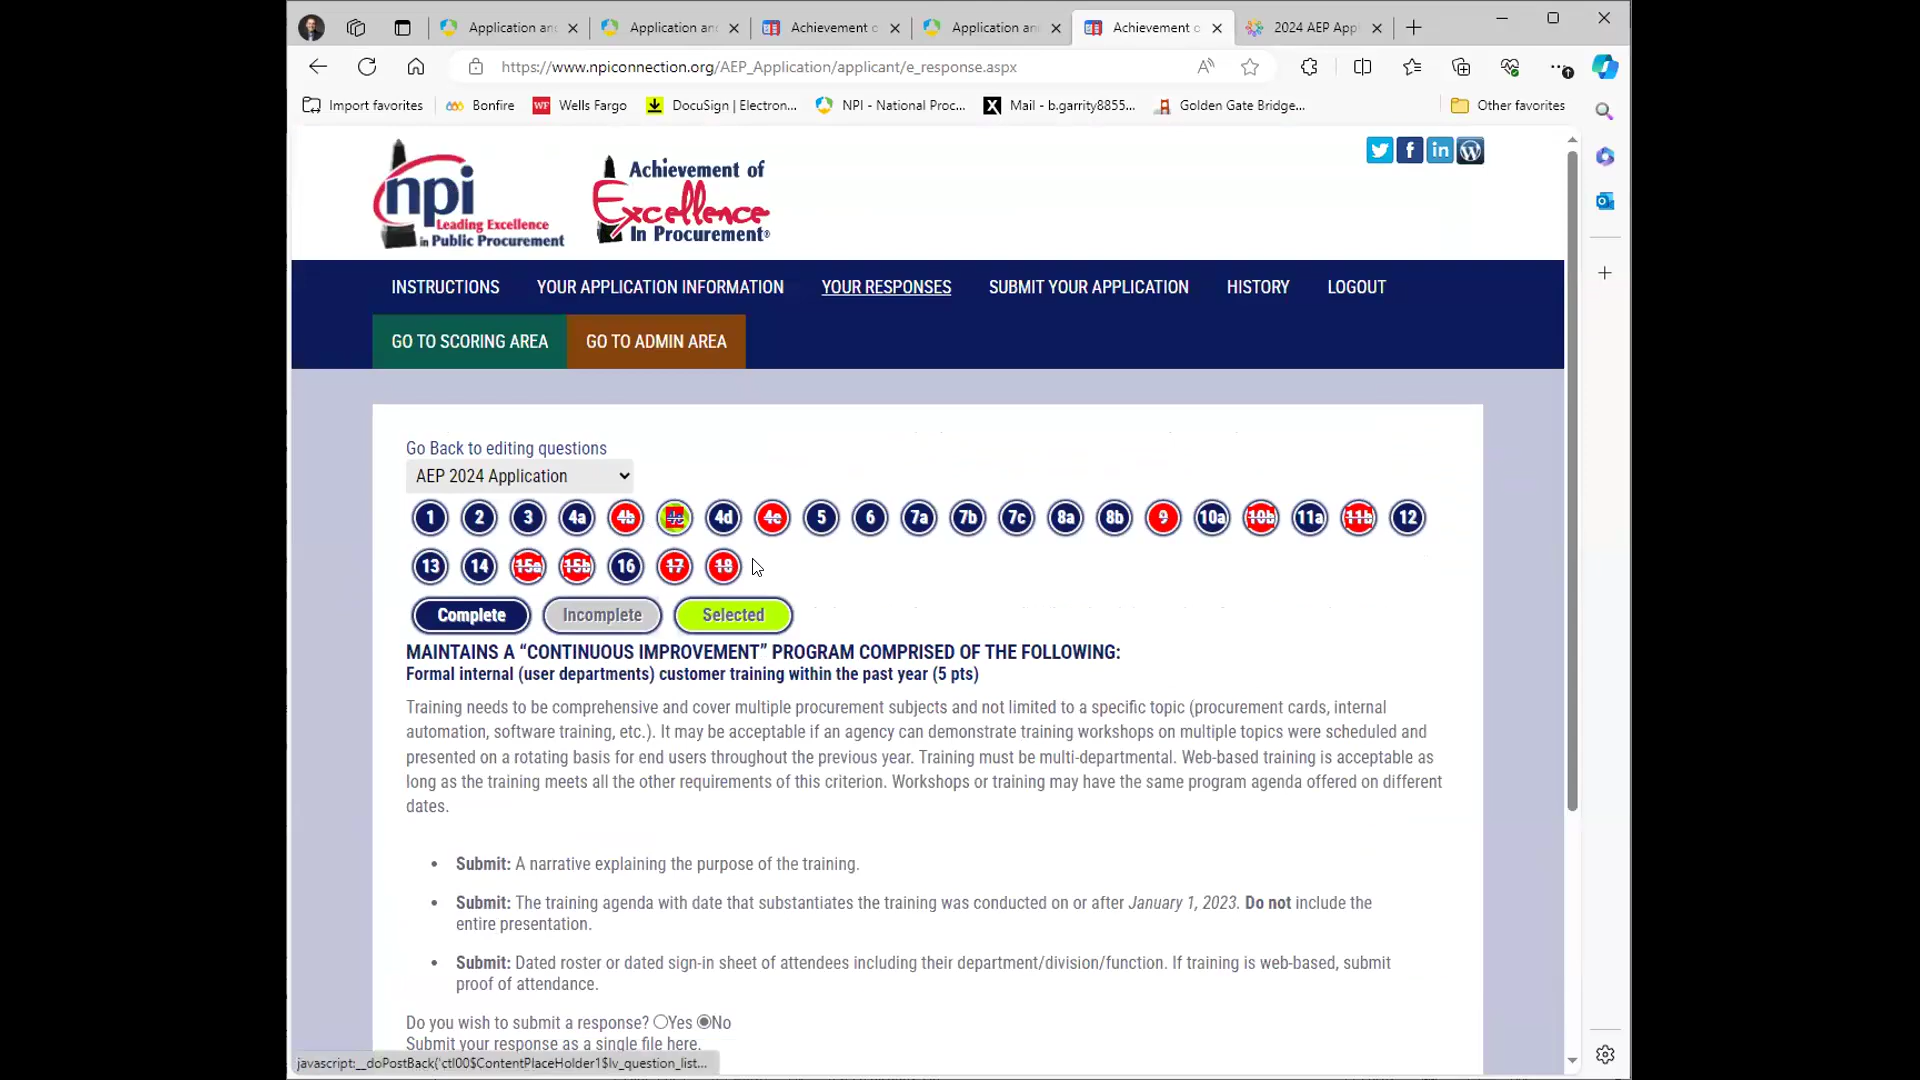 Application an
Application an
Achievement o
Application an
Achievement o
2024 AEP App
https://www.npiconnection.org/AEP_Application/applicant/e_response.aspx
Import favorites
Bonfire
Wells Fargo
DocuSign | Electron...
NPI - National Proc...
Mail - b.garrity8855...
Golden Gate Bridge...
Other favorites
npi
Leading Excellence
in Public Procurement
Achievement of
Excellence
In Procurement®
INSTRUCTIONS
YOUR APPLICATION INFORMATION
YOUR RESPONSES
SUBMIT YOUR APPLICATION
HISTORY
LOGOUT
GO TO SCORING AREA
GO TO ADMIN AREA
Go Back to editing questions
AEP 2024 Application
1 2 3 4a 4b 4c 4d 4e 5 6 7a 7b 7c 8a 8b 9 10a 10b 11a 11b 12
13 14 15a 15b 16 17 18
Complete Incomplete Selected
MAINTAINS A “CONTINUOUS IMPROVEMENT” PROGRAM COMPRISED OF THE FOLLOWING:
Formal internal (user departments) customer training within the past year (5 pts)
Training needs to be comprehensive and cover multiple procurement subjects and not limited to a specific topic (procurement cards, internal
automation, software training, etc.). It may be acceptable if an agency can demonstrate training workshops on multiple topics were scheduled and
presented on a rotating basis for end users throughout the previous year. Training must be multi-departmental. Web-based training is acceptable as
long as the training meets all the other requirements of this criterion. Workshops or training may have the same program agenda offered on different
dates.
• Submit: A narrative explaining the purpose of the training.
• Submit: The training agenda with date that substantiates the training was conducted on or after January 1, 2023. Do not include the
entire presentation.
• Submit: Dated roster or dated sign-in sheet of attendees including their department/division/function. If training is web-based, submit
proof of attendance.
Do you wish to submit a response? Yes No
Submit your response as a single file here.
javascript:__doPostBack('ctl00$ContentPlaceHolder1$lv_question_list...